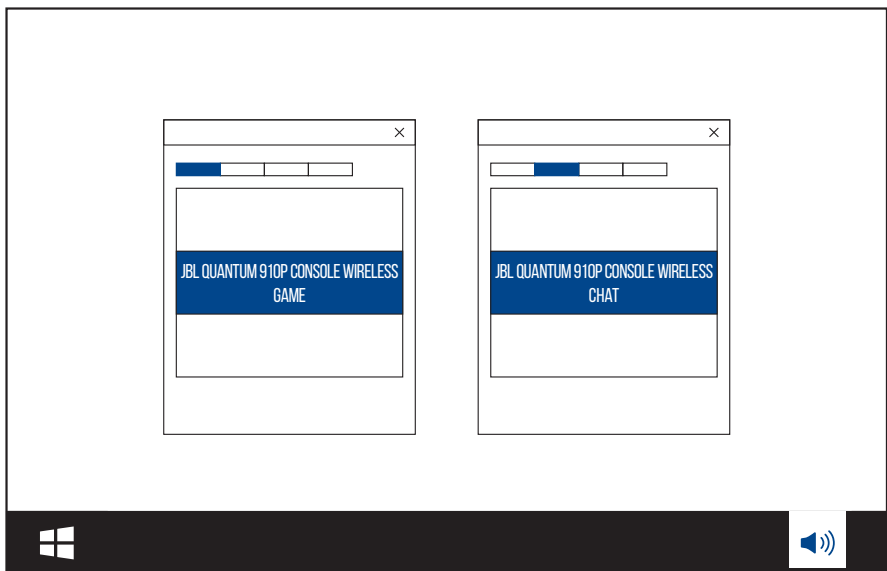 JBL QUANTUM 910P CONSOLE WIRELESS
GAME
JBL QUANTUM 910P CONSOLE WIRELESS
CHAT